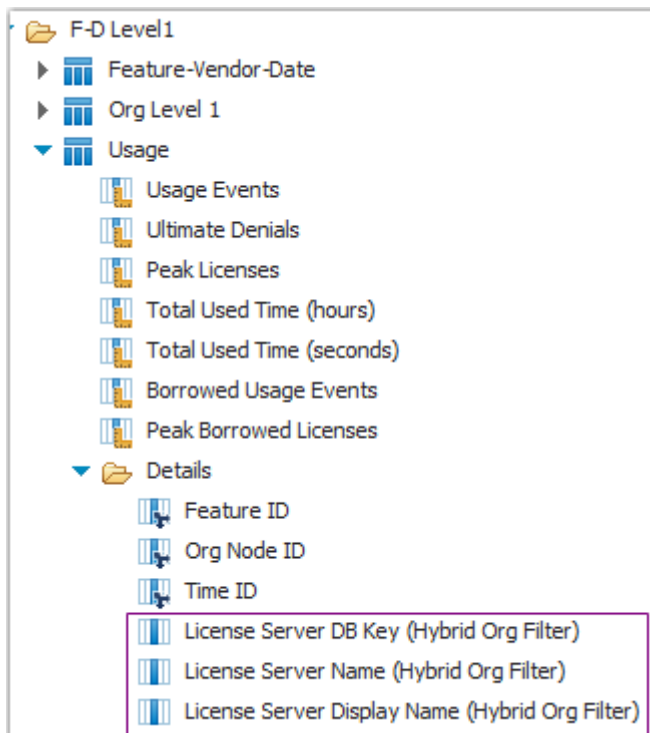 F-D Level1
Feature-Vendor-Date
Org Level 1
Usage
Usage Events
Ultimate Denials
Peak Licenses
Total Used Time (hours)
Total Used Time (seconds)
Borrowed Usage Events
Peak Borrowed Licenses
Details
Feature ID
Org Node ID
Time ID
License Server DB Key (Hybrid Org Filter)
License Server Name (Hybrid Org Filter)
License Server Display Name (Hybrid Org Filter)